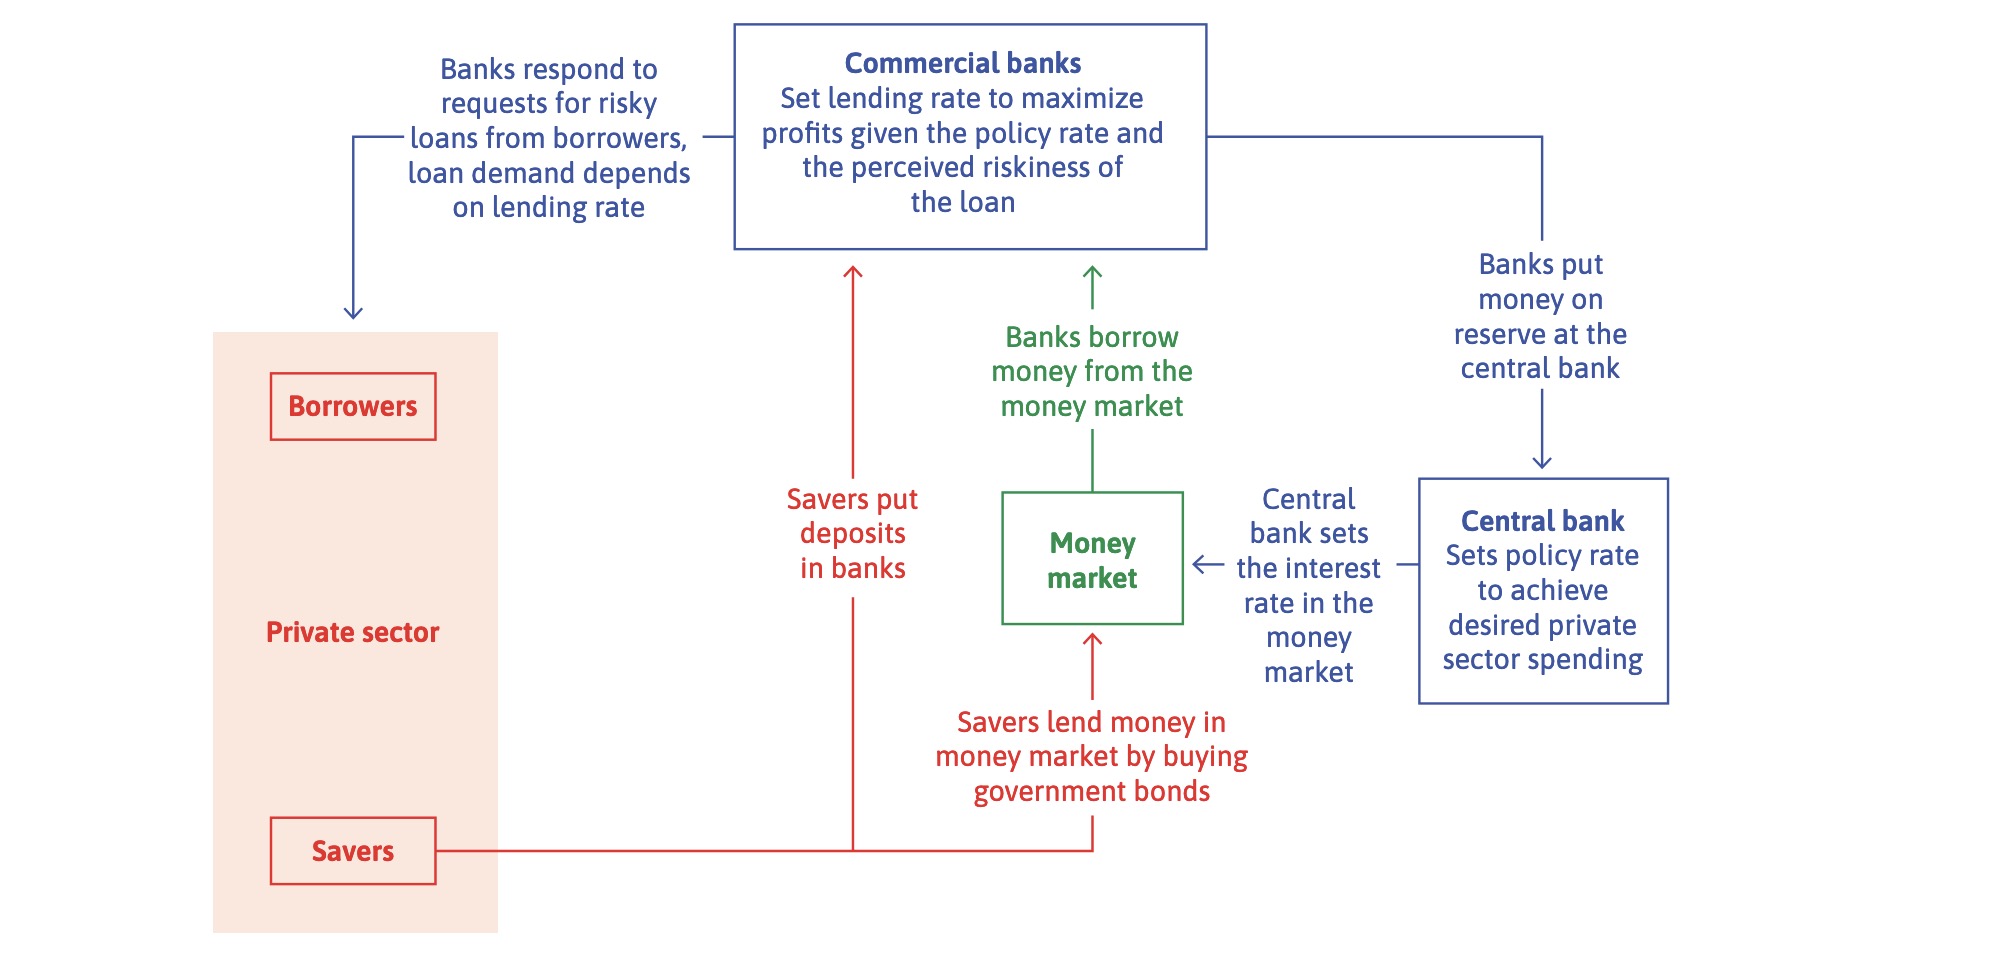 Commercial banks
Set lending rate to maximize
profits given the policy rate and
the perceived riskiness of
the loan
Banks respond to
requests for risky
loans from borrowers,
loan demand depends
on lending rate
Banks put
money on
reserve at the
central bank
Banks borrow
money from the
money market
Borrowers
Savers put
deposits
in banks
Money
market
Central
bank sets
the interest
rate in the
money
market
Central bank
Sets policy rate
to achieve
desired private
sector spending
Private sector
Savers lend money in
money market by buying
government bonds
Savers